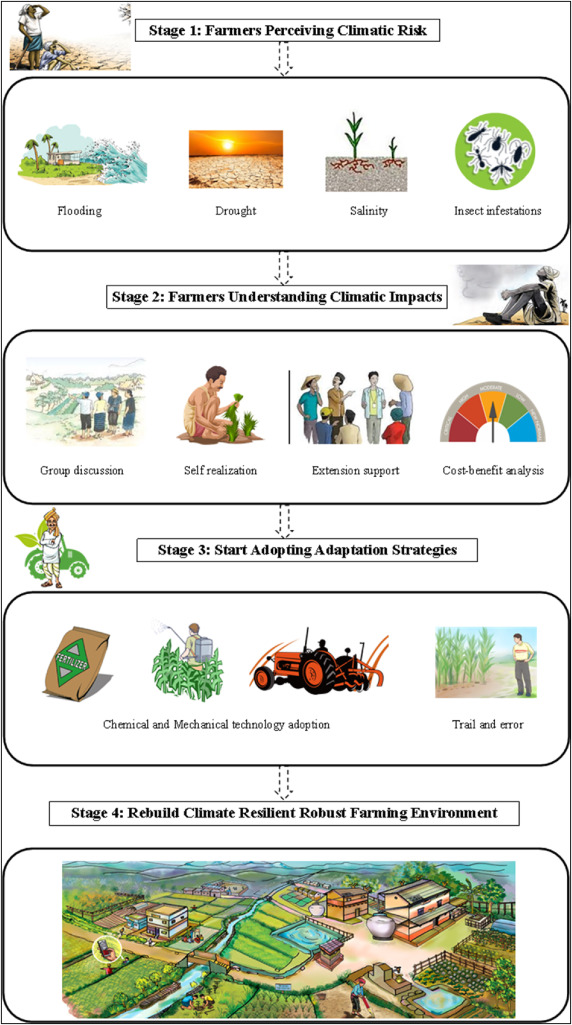 Stage 1: Farmers Perceiving Climatic Risk
Flooding
Drought
Salinity
Insect infestations
Stage 2: Farmers Understanding Climatic Impacts
MODERATE
Group discussion
Self realization
Extension support
Cost-benefit analysis
Stage 3: Start Adopting Adaptation Strategies
FERTILIZER
Chemical and Mechanical technology adoption
Trail and error
Stage 4: Rebuild Climate Resilient Robust Farming Environment